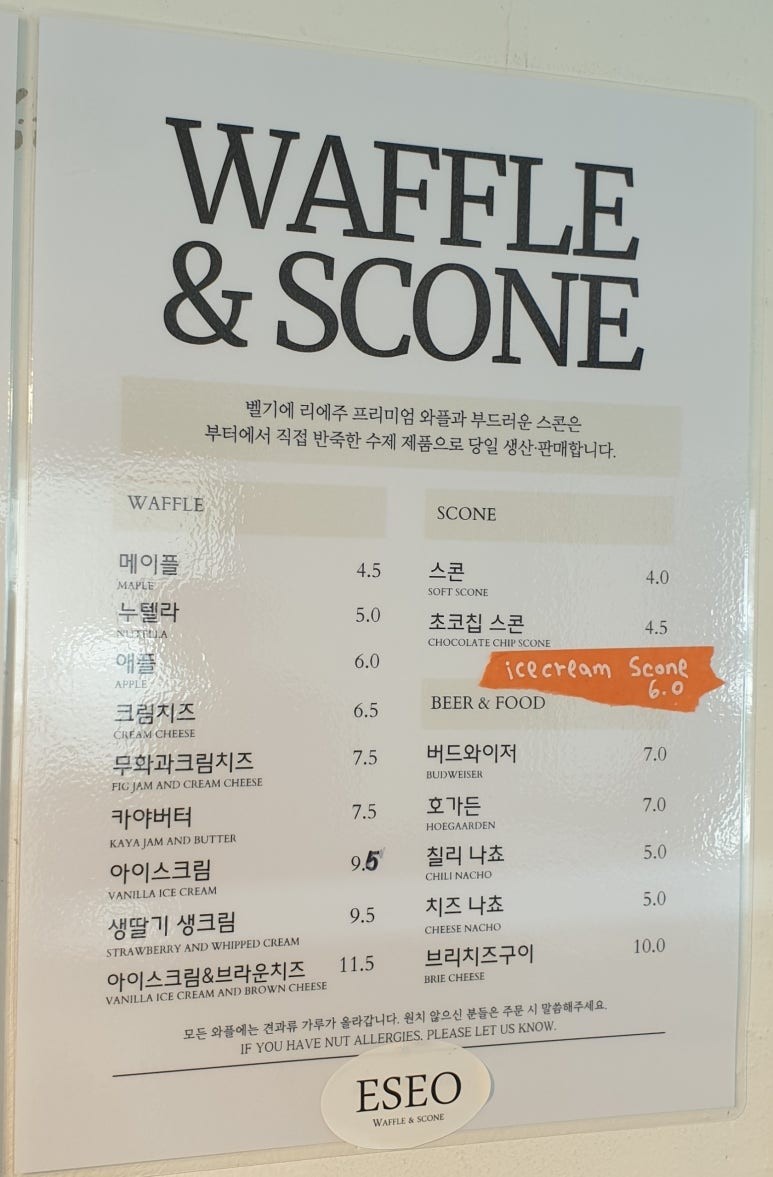 WAFFLE
& SCONE
벨기에 리에주 프리미엄 와플과 부드러운 스콘은
부터에서 직접 반죽한 수제 제품으로 당일 생산·판매합니다.
WAFFLE
메이플 4.5
MAPLE
누텔라 5.0
NUTELLA
애플 6.0
APPLE
크림치즈 6.5
CREAM CHEESE
무화과크림치즈 7.5
FIG JAM AND CREAM CHEESE
카야버터 7.5
KAYA JAM AND BUTTER
아이스크림 9.5
VANILLA ICE CREAM
생딸기 생크림 9.5
STRAWBERRY AND WHIPPED CREAM
아이스크림&브라운치즈 11.5
VANILLA ICE CREAM AND BROWN CHEESE
SCONE
스콘 4.0
SOFT SCONE
초코칩 스콘 4.5
CHOCOLATE CHIP SCONE
icecream Scone
6.0
BEER & FOOD
버드와이저 7.0
BUDWEISER
호가든 7.0
HOEGAARDEN
칠리 나쵸 5.0
CHILI NACHO
치즈 나쵸 5.0
CHEESE NACHO
브리치즈구이 10.0
BRIE CHEESE
모든 와플에는 견과류 가루가 올라갑니다. 원치 않으신 분들은 주문 시 말씀해주세요.
IF YOU HAVE NUT ALLERGIES, PLEASE LET US KNOW.
ESEO
WAFFLE & SCONE